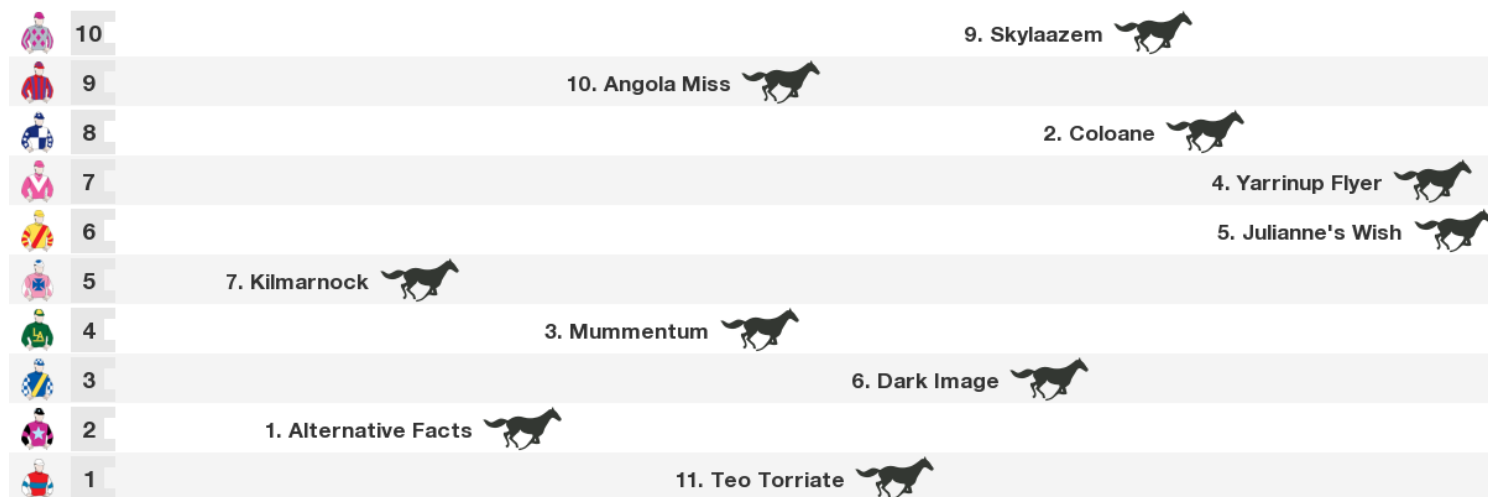 10 9. Skylaazem
9 10. Angola Miss
8 2. Coloane
7 4. Yarrinup Flyer
6 5. Julianne's Wish
5 7. Kilmarnock
4 3. Mummentum
3 6. Dark Image
2 1. Alternative Facts
1 11. Teo Torriate